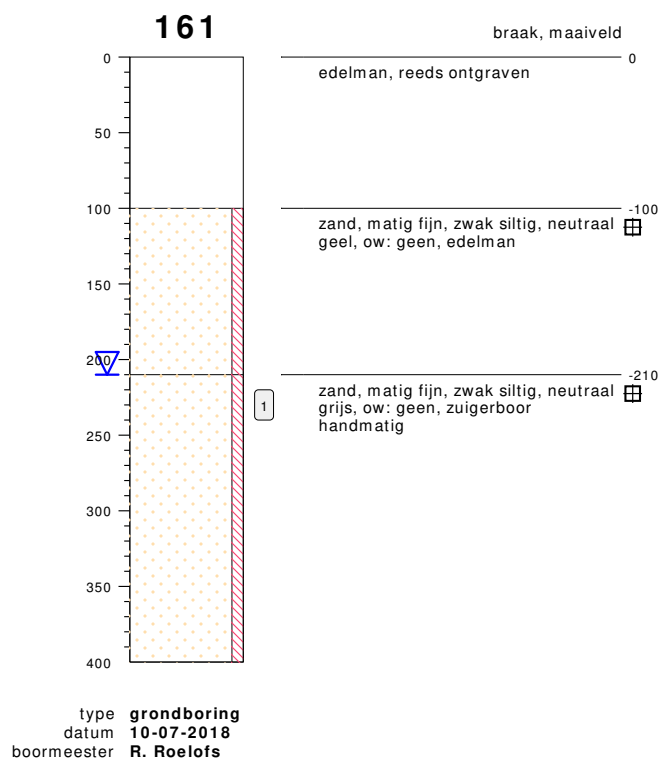 161
braak, maaiveld
0
0
edelman, reeds ontgraven
50
100
-100
zand, matig fijn, zwak siltig, neutraal
geel, ow: geen, edelman
150
200
-210
zand, matig fijn, zwak siltig, neutraal
grijs, ow: geen, zuigerboor
handmatig
1
250
300
350
400
type grondboring
datum 10-07-2018
boormeester R. Roelofs